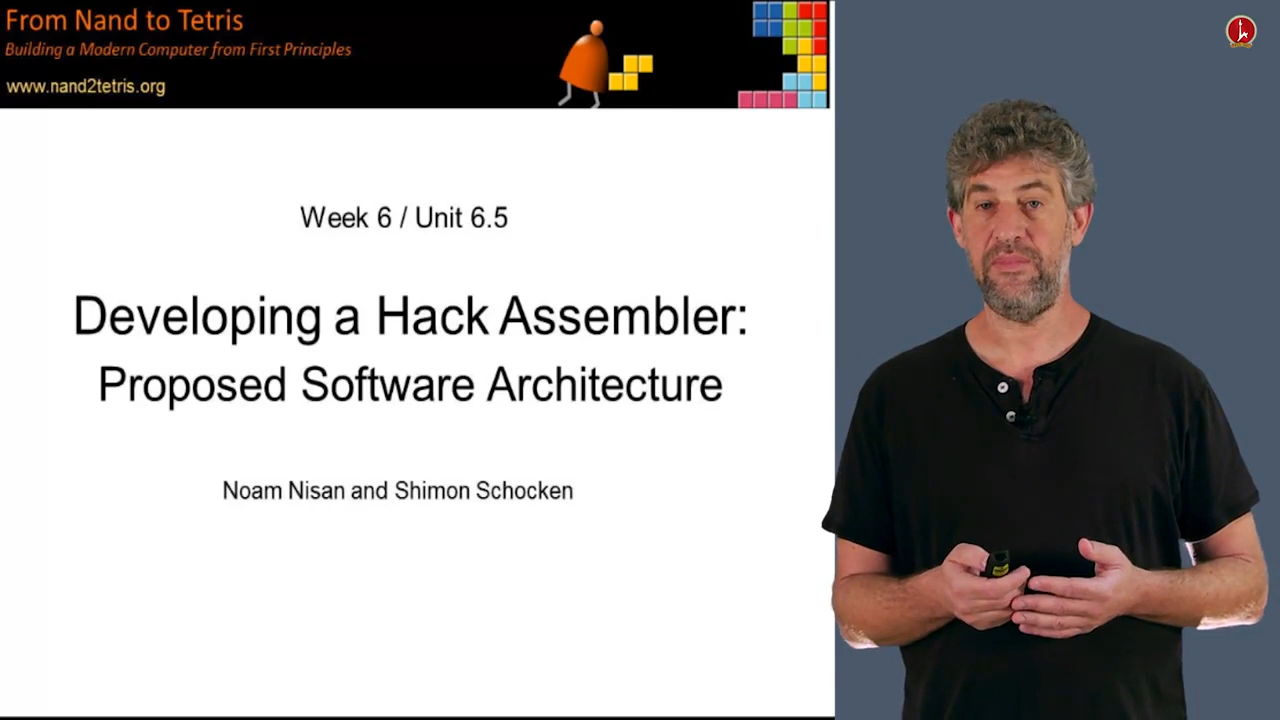 From Nand to Tetris
Building a Modern Computer from First Principles
www.nand2tetris.org
Week 6 / Unit 6.5
Developing a Hack Assembler:
Proposed Software Architecture
Noam Nisan and Shimon Schocken